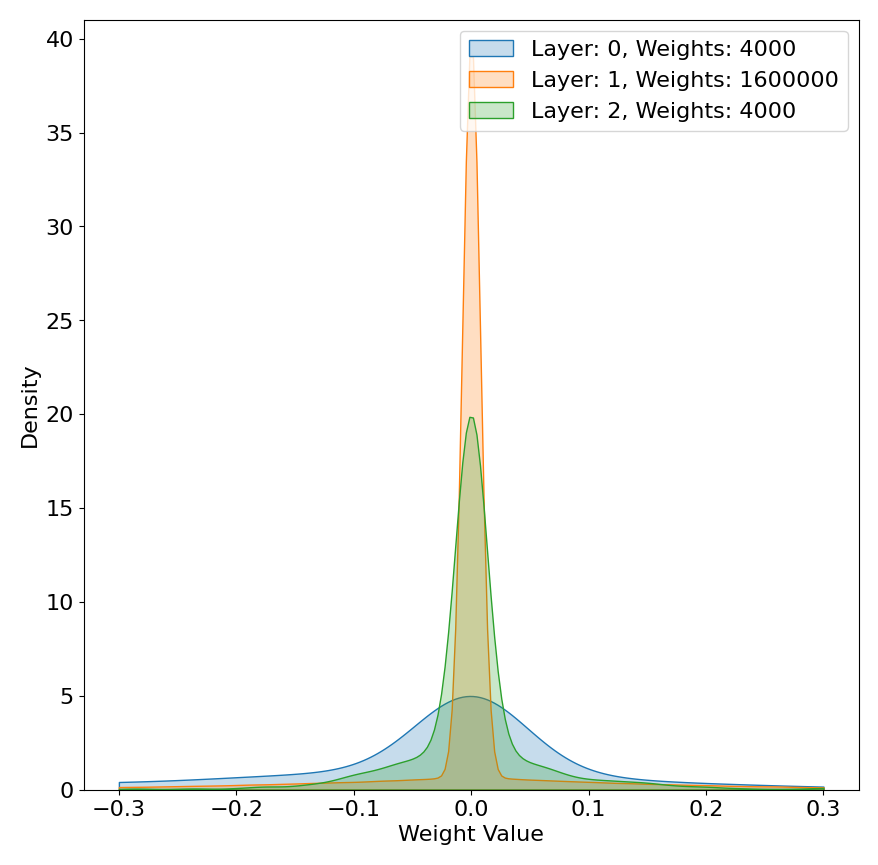 Layer: 0, Weights: 4000
Layer: 1, Weights: 1600000
Layer: 2, Weights: 4000
40
35
30
25
20
15
10
5
0
Density
−0.3 −0.2 −0.1 0.0 0.1 0.2 0.3
Weight Value